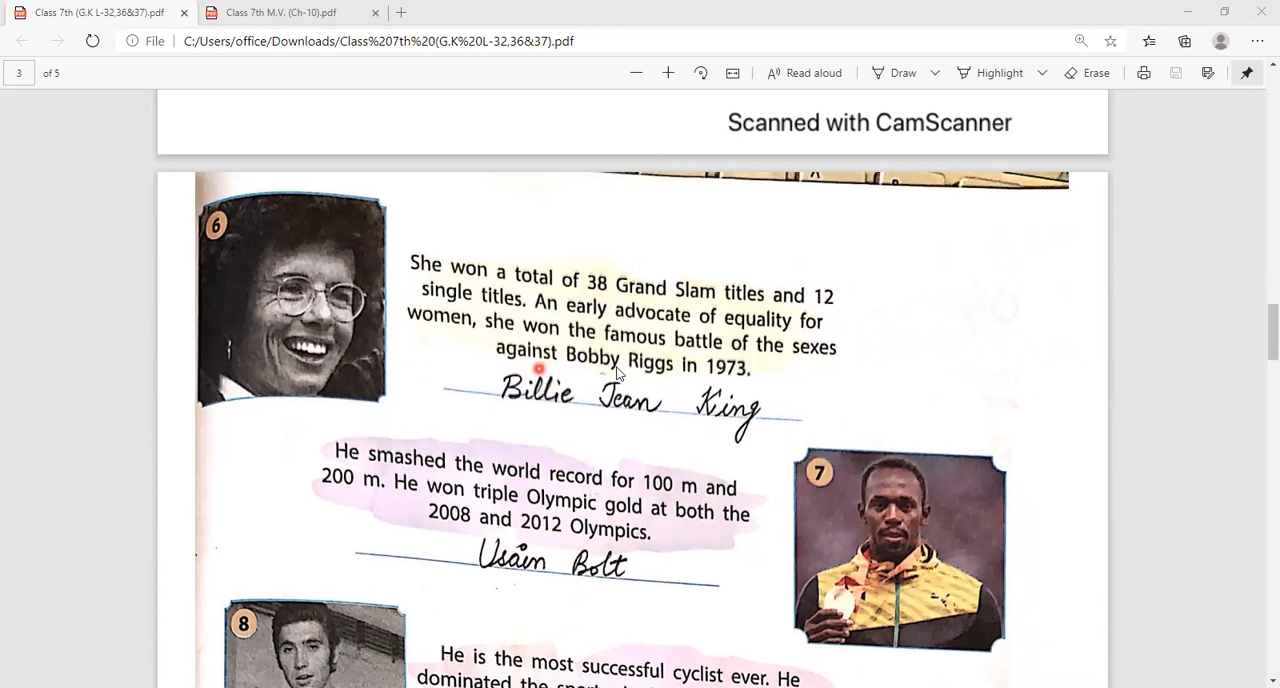 Class 7th (G.K L-32,36&37).pdf
Class 7th M.V. (Ch-10).pdf
File
C:/Users/office/Downloads/Class%207th%20(G.K%20L-32,36&37).pdf
3 of 5
Read aloud
Draw
Highlight
Erase
Scanned with CamScanner
6
She won a total of 38 Grand Slam titles and 12
single titles. An early advocate of equality for
women, she won the famous battle of the sexes
against Bobby Riggs in 1973.
Billie Jean King
He smashed the world record for 100 m and
200 m. He won triple Olympic gold at both the
2008 and 2012 Olympics.
Usain Bolt
7
8
He is the most successful cyclist ever. He
dominated the